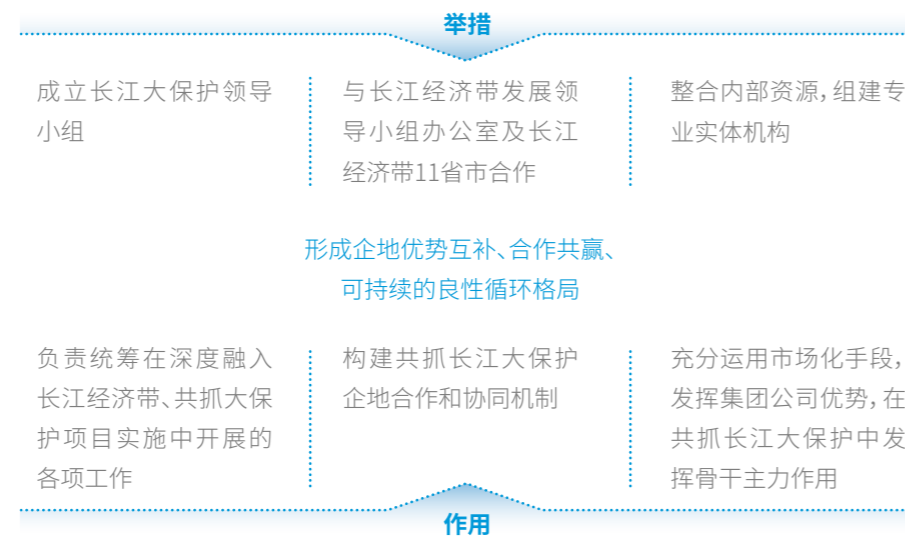 举措
成立长江大保护领导
小组
与长江经济带发展领
导小组办公室及长江
经济带11省市合作
整合内部资源，组建专
业实体机构
形成企地优势互补、合作共赢、
可持续的良性循环格局
负责统筹在深度融入
长江经济带、共抓大保
护项目实施中开展的
各项工作
构建共抓长江大保护
企地合作和协同机制
充分运用市场化手段，
发挥集团公司优势，在
共抓长江大保护中发
挥骨干主力作用
作用